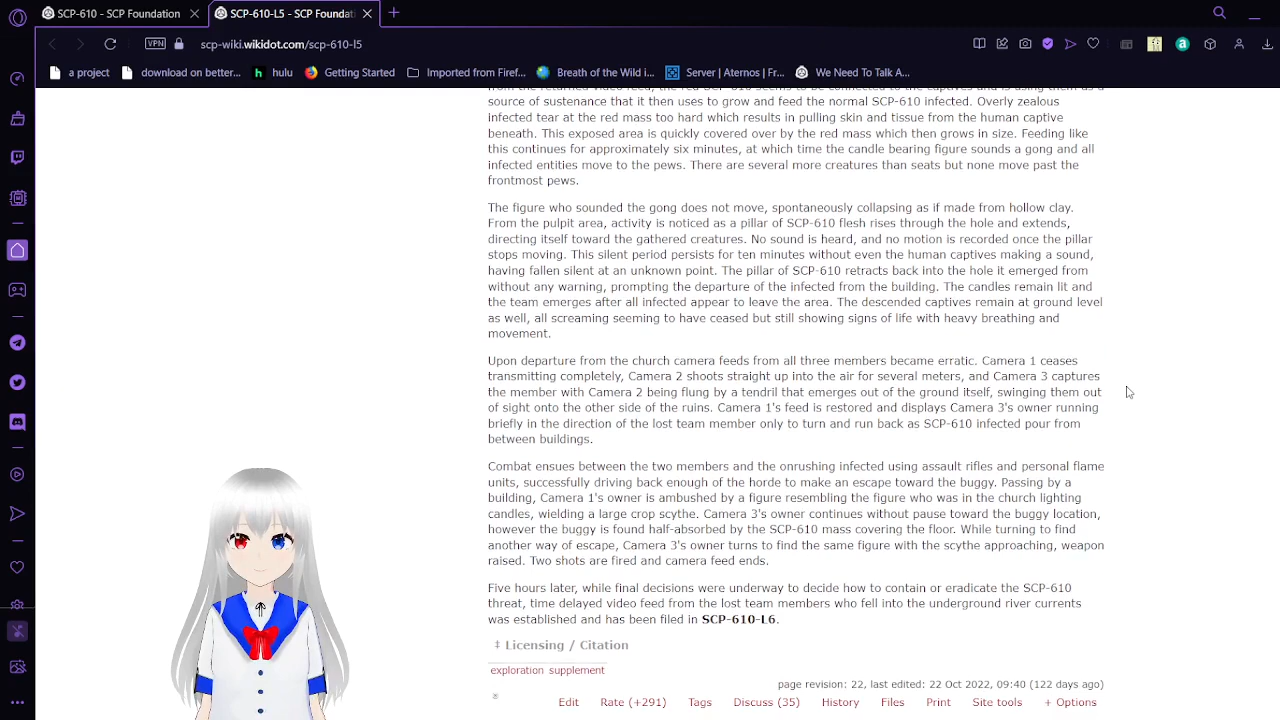 SCP-610 - SCP Foundation
SCP-610-L5 - SCP Foundati
VPN
scp-wiki.wikidot.com/scp-610-l5
a project
download on better...
hulu
Getting Started
Imported from Firef...
Breath of the Wild i...
Server | Aternos | Fr...
We Need To Talk A...
from the returned video feed, the red SCP-610 seems to be connected to the captives and is using them as a
source of sustenance that it then uses to grow and feed the normal SCP-610 infected. Overly zealous
infected tear at the red mass too hard which results in pulling skin and tissue from the human captive
beneath. This exposed area is quickly covered over by the red mass which then grows in size. Feeding like
this continues for approximately six minutes, at which time the candle bearing figure sounds a gong and all
infected entities move to the pews. There are several more creatures than seats but none move past the
frontmost pews.
The figure who sounded the gong does not move, spontaneously collapsing as if made from hollow clay.
From the pulpit area, activity is noticed as a pillar of SCP-610 flesh rises through the hole and extends,
directing itself toward the gathered creatures. No sound is heard, and no motion is recorded once the pillar
stops moving. This silent period persists for ten minutes without even the human captives making a sound,
having fallen silent at an unknown point. The pillar of SCP-610 retracts back into the hole it emerged from
without any warning, prompting the departure of the infected from the building. The candles remain lit and
the team emerges after all infected appear to leave the area. The descended captives remain at ground level
as well, all screaming seeming to have ceased but still showing signs of life with heavy breathing and
movement.
Upon departure from the church camera feeds from all three members became erratic. Camera 1 ceases
transmitting completely, Camera 2 shoots straight up into the air for several meters, and Camera 3 captures
the member with Camera 2 being flung by a tendril that emerges out of the ground itself, swinging them out
of sight onto the other side of the ruins. Camera 1's feed is restored and displays Camera 3's owner running
briefly in the direction of the lost team member only to turn and run back as SCP-610 infected pour from
between buildings.
Combat ensues between the two members and the onrushing infected using assault rifles and personal flame
units, successfully driving back enough of the horde to make an escape toward the buggy. Passing by a
building, Camera 1's owner is ambushed by a figure resembling the figure who was in the church lighting
candles, wielding a large crop scythe. Camera 3's owner continues without pause toward the buggy location,
however the buggy is found half-absorbed by the SCP-610 mass covering the floor. While turning to find
another way of escape, Camera 3's owner turns to find the same figure with the scythe approaching, weapon
raised. Two shots are fired and camera feed ends.
Five hours later, while final decisions were underway to decide how to contain or eradicate the SCP-610
threat, time delayed video feed from the lost team members who fell into the underground river currents
was established and has been filed in SCP-610-L6.
‡ Licensing / Citation
exploration supplement
page revision: 22, last edited: 22 Oct 2022, 09:40 (122 days ago)
Edit
Rate (+291)
Tags
Discuss (35)
History
Files
Print
Site tools
+ Options